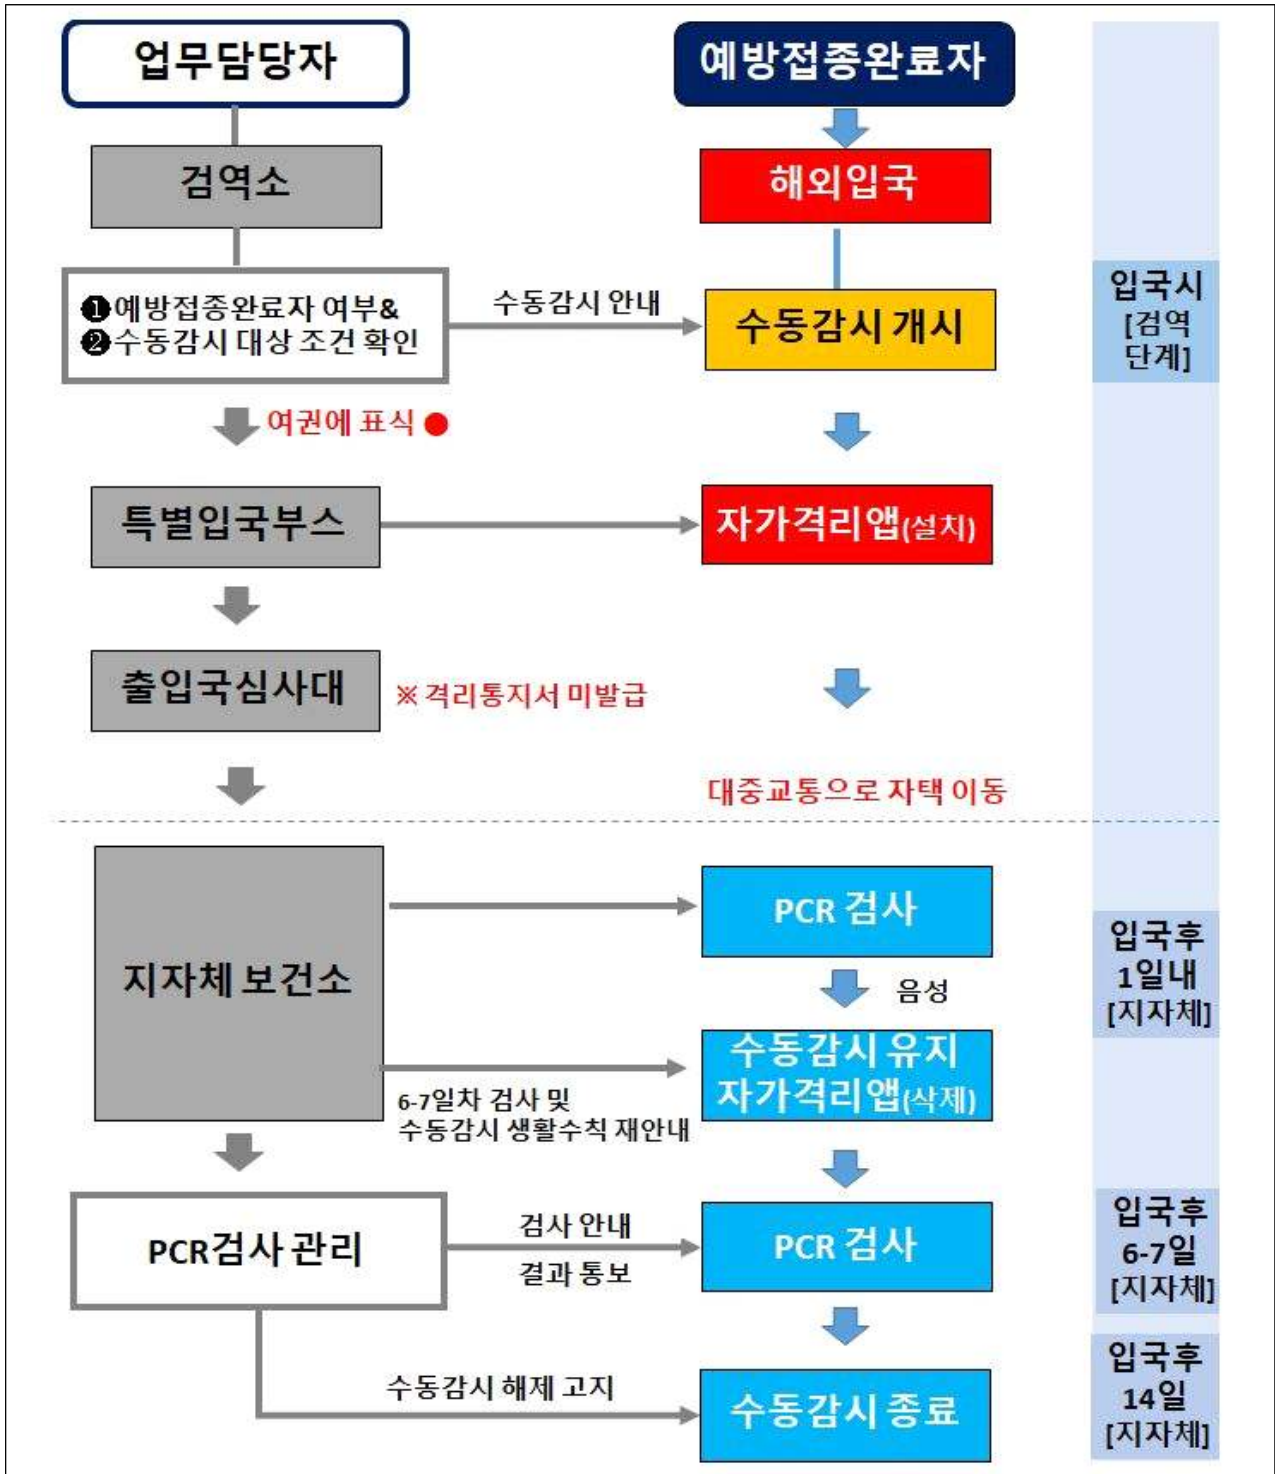 업무담당자
예방접종완료자
검역소
해외입국
❶예방접종완료자 여부&
❷수동감시 대상 조건 확인
수동감시 안내
수동감시 개시
입국시
[검역
단계]
여권에 표식 ●
특별입국부스
자가격리앱(설치)
출입국심사대
※ 격리통지서 미발급
대중교통으로 자택 이동
지자체 보건소
PCR 검사
입국후
1일내
[지자체]
음성
수동감시 유지
자가격리앱(삭제)
6-7일차 검사 및
수동감시 생활수칙 재안내
PCR검사 관리
검사 안내
결과 통보
PCR 검사
입국후
6-7일
[지자체]
수동감시 해제 고지
수동감시 종료
입국후
14일
[지자체]